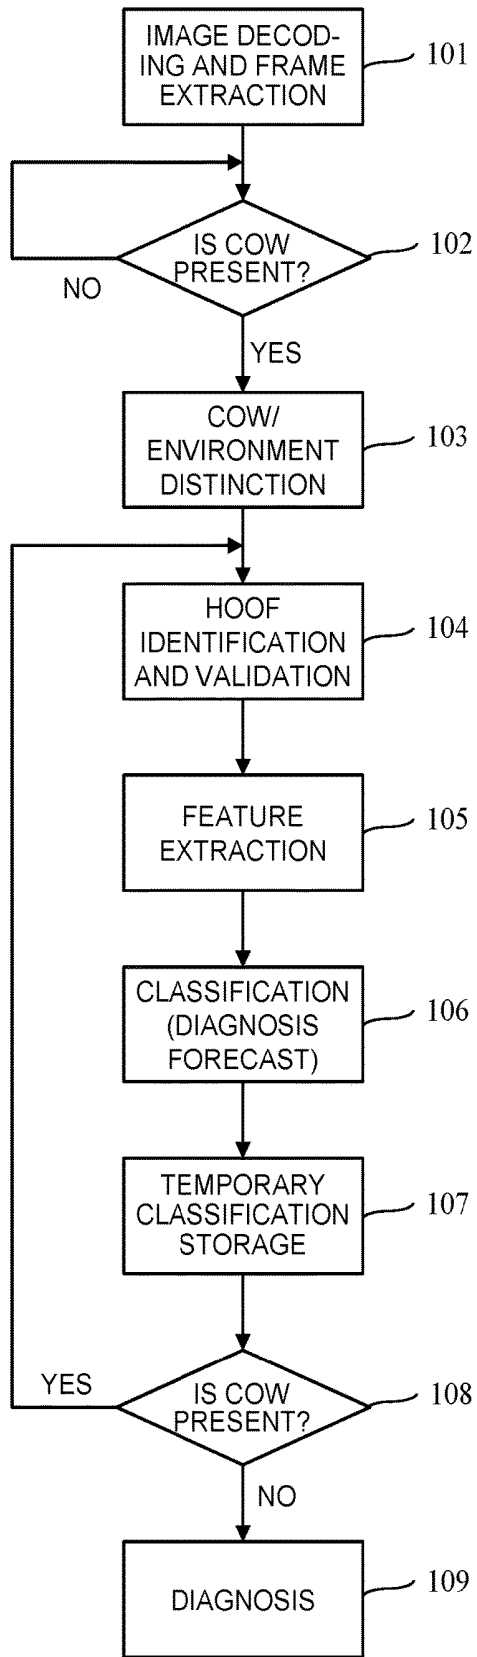 IMAGE DECOD-
ING AND FRAME
EXTRACTION
101
IS COW
PRESENT?
102
NO
YES
COW/
ENVIRONMENT
DISTINCTION
103
HOOF
IDENTIFICATION
AND VALIDATION
104
FEATURE
EXTRACTION
105
CLASSIFICATION
(DIAGNOSIS
FORECAST)
106
TEMPORARY
CLASSIFICATION
STORAGE
107
YES
IS COW
PRESENT?
108
NO
DIAGNOSIS
109